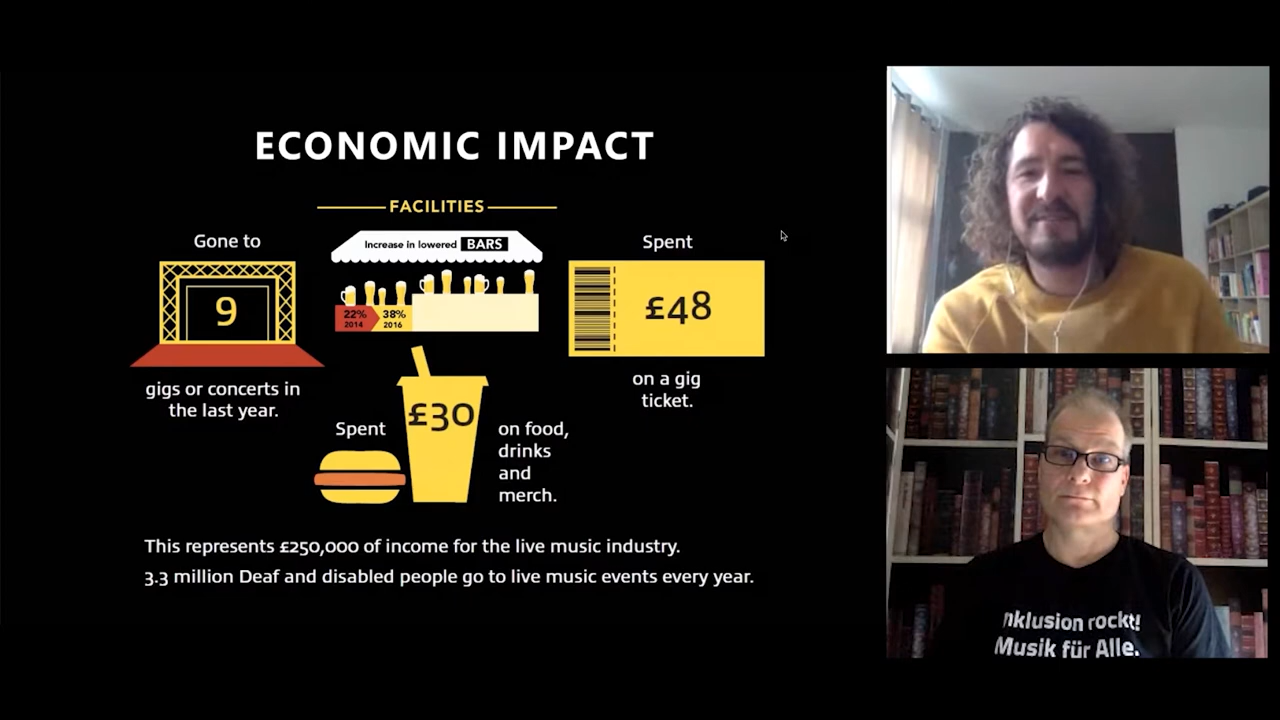 ECONOMIC IMPACT
FACILITIES
Gone to
9
gigs or concerts in
the last year.
Increase in lowered BARS
22% 38%
2014 2016
Spent
£48
on a gig
ticket.
Spent
£30
on food,
drinks
and
merch.
This represents £250,000 of income for the live music industry.
3.3 million Deaf and disabled people go to live music events every year.
nklusion rockt!
Musik für Alle.